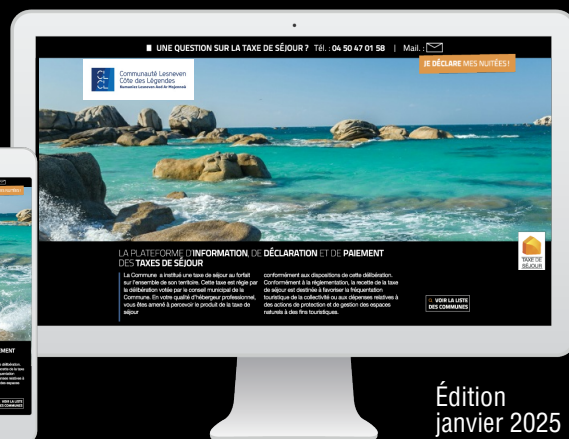 UNE QUESTION SUR LA TAXE DE SÉJOUR ? Tél. : 04 50 47 01 58 | Mail. :
JE DÉCLARE MES NUITÉES !
Communauté Lesneven
Côte des Légendes
Kumuniezh Lesneven Aod Ar Mojennoù
LA PLATEFORME D'INFORMATION, DE DÉCLARATION ET DE PAIEMENT
DES TAXES DE SÉJOUR
La Commune a institué une taxe de séjour au forfait
sur l'ensemble de son territoire. Cette taxe est régie par
la délibération votée par le conseil municipal de la
Commune. En votre qualité d'hébergeur professionnel,
vous êtes amené à percevoir le produit de la taxe de
séjour
conformément aux dispositions de cette délibération.
Conformément à la réglementation, la recette de la taxe
de séjour est destinée à favoriser la fréquentation
touristique de la collectivité ou aux dépenses relatives à
des actions de protection et de gestion des espaces
naturels à des fins touristiques.
TAXE DE
SÉJOUR
VOIR LA LISTE
DES COMMUNES
Édition
janvier 2025